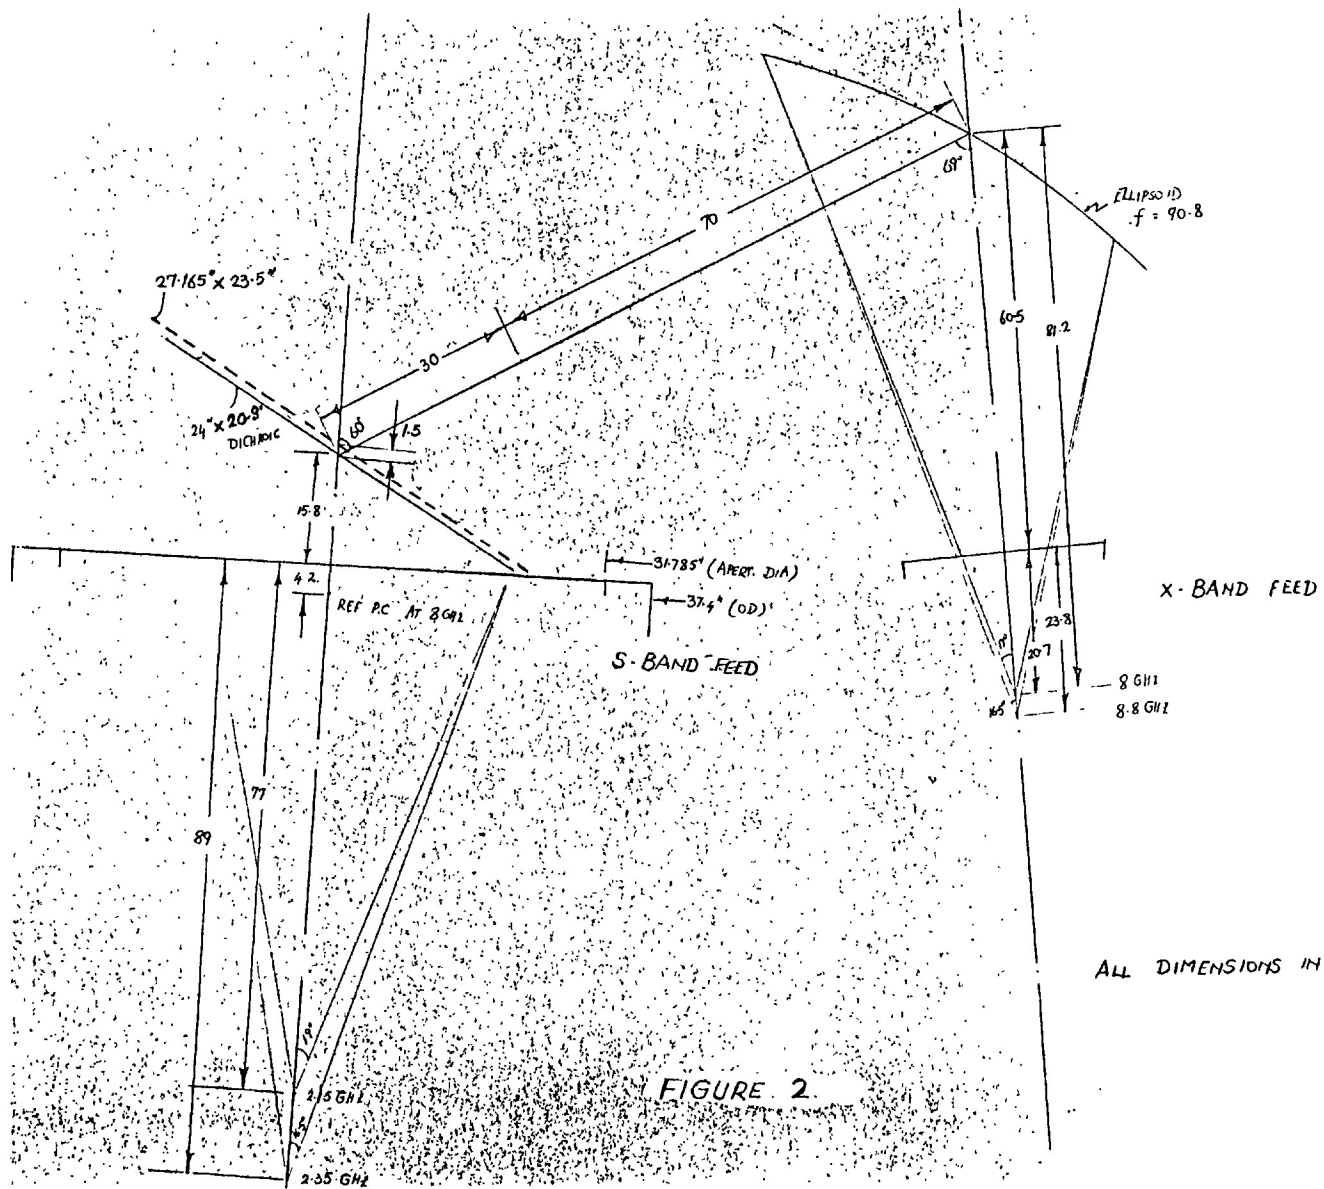 70
69°
ELLIPSOID
f = 90.8
27.165" x 23.5"
60.5
81.2
30
24" x 20.9"
DICHROIC
60°
1.5
15.8
31.785" (APERT. DIA)
4.2
REF P.C AT 8 GHz
37.4" (OD)
X-BAND FEED
S-BAND FEED
23.8
17°
20.7
8 GHz
8.8 GHz
77
89
ALL DIMENSIONS IN
2.5 GHz
FIGURE 2.
2.35 GHz